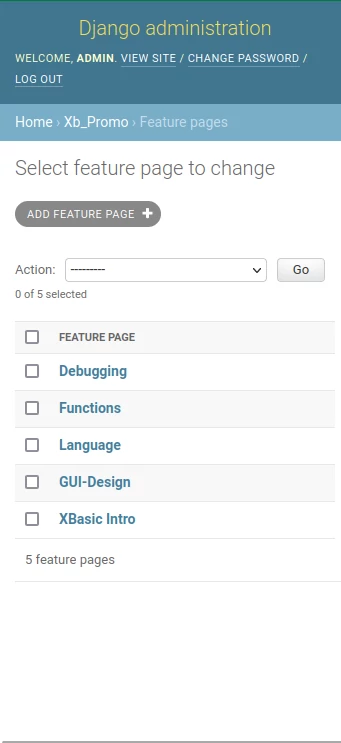 Django administration
WELCOME, ADMIN. VIEW SITE / CHANGE PASSWORD /
LOG OUT
Home › Xb_Promo › Feature pages
Select feature page to change
ADD FEATURE PAGE +
Action: --------- Go
0 of 5 selected
FEATURE PAGE
Debugging
Functions
Language
GUI-Design
XBasic Intro
5 feature pages